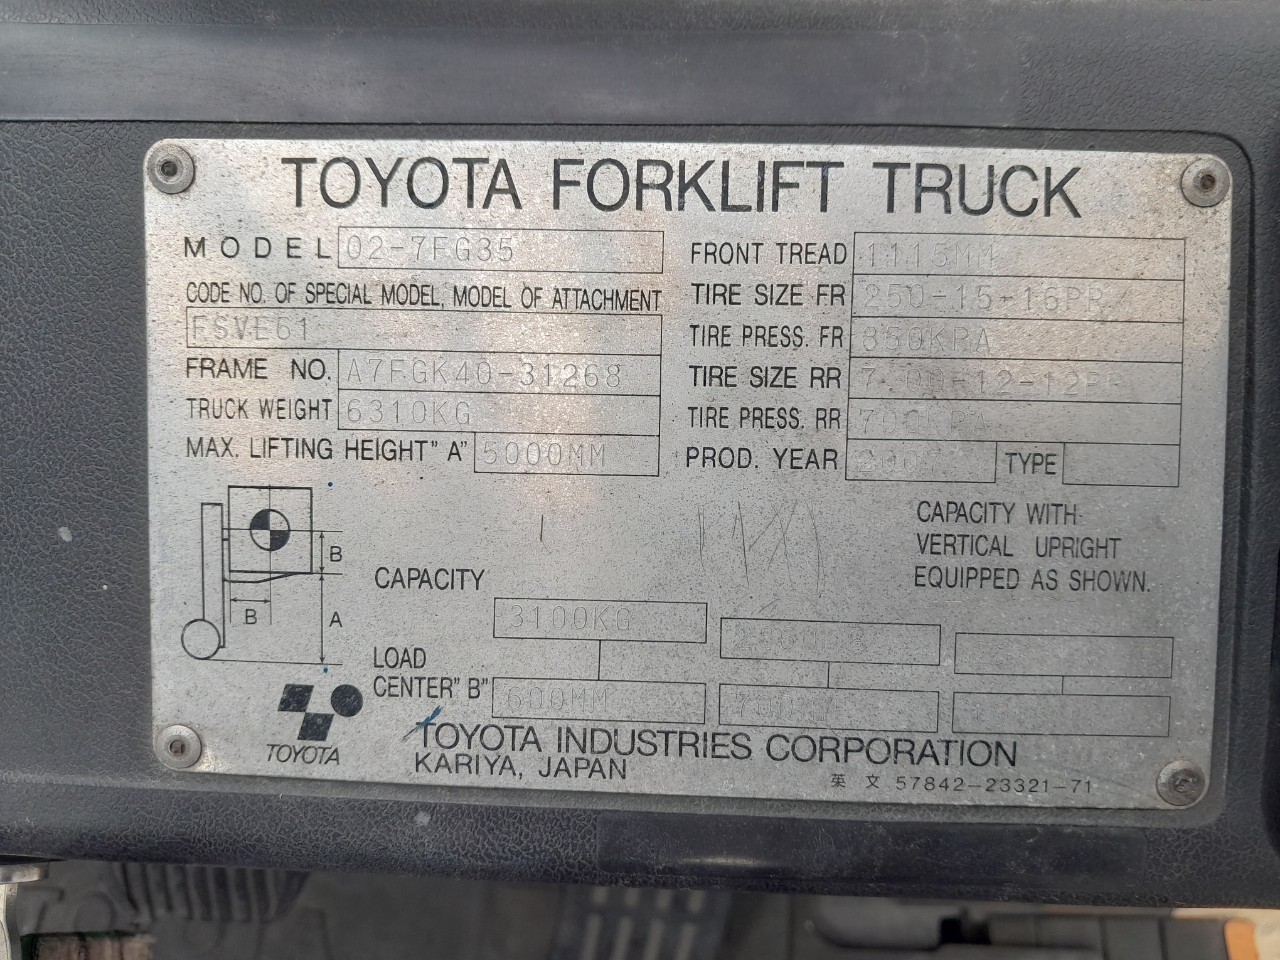 TOYOTA FORKLIFT TRUCK
MODEL 02-7FG35
CODE NO. OF SPECIAL MODEL, MODEL OF ATTACHMENT
FSVE61
FRAME NO. A7FGK40-31268
TRUCK WEIGHT 6310KG
MAX. LIFTING HEIGHT "A" 5000MM
FRONT TREAD 1115MM
TIRE SIZE FR 250-15-16PR
TIRE PRESS. FR 850KPA
TIRE SIZE RR
TIRE PRESS. RR 700KPA
PROD. YEAR
TYPE
B
B
A
CAPACITY WITH
VERTICAL UPRIGHT
EQUIPPED AS SHOWN.
CAPACITY 3100KG
LOAD
CENTER "B" 600MM
TOYOTA
TOYOTA INDUSTRIES CORPORATION
KARIYA, JAPAN
英 文 57842-23321-71